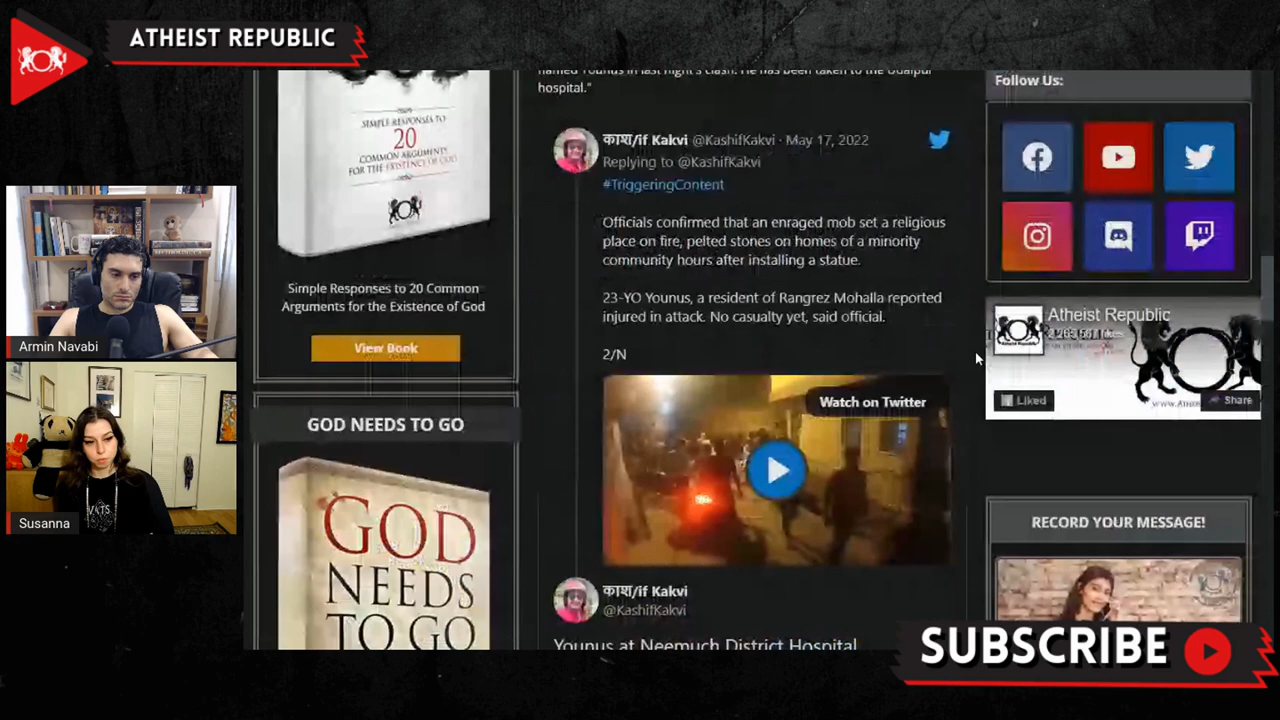 ATHEIST REPUBLIC
named Younus in last night's clash. He has been taken to the Udaipur
hospital."
Follow Us:
SIMPLE RESPONSES TO
20
COMMON ARGUMENTS
FOR THE EXISTENCE OF GOD
काश/if Kakvi @KashifKakvi · May 17, 2022
Replying to @KashifKakvi
#TriggeringContent
Officials confirmed that an enraged mob set a religious
place on fire, pelted stones on homes of a minority
community hours after installing a statue.
23-YO Younus, a resident of Rangrez Mohalla reported
injured in attack. No casualty yet, said official.
2/N
Watch on Twitter
Simple Responses to 20 Common
Arguments for the Existence of God
View Book
GOD NEEDS TO GO
GOD
NEEDS
TO GO
Armin Navabi
Susanna
Atheist Republic
likes
Liked
Share
RECORD YOUR MESSAGE!
काश/if Kakvi
@KashifKakvi
Younus at Neemuch District Hospital
SUBSCRIBE